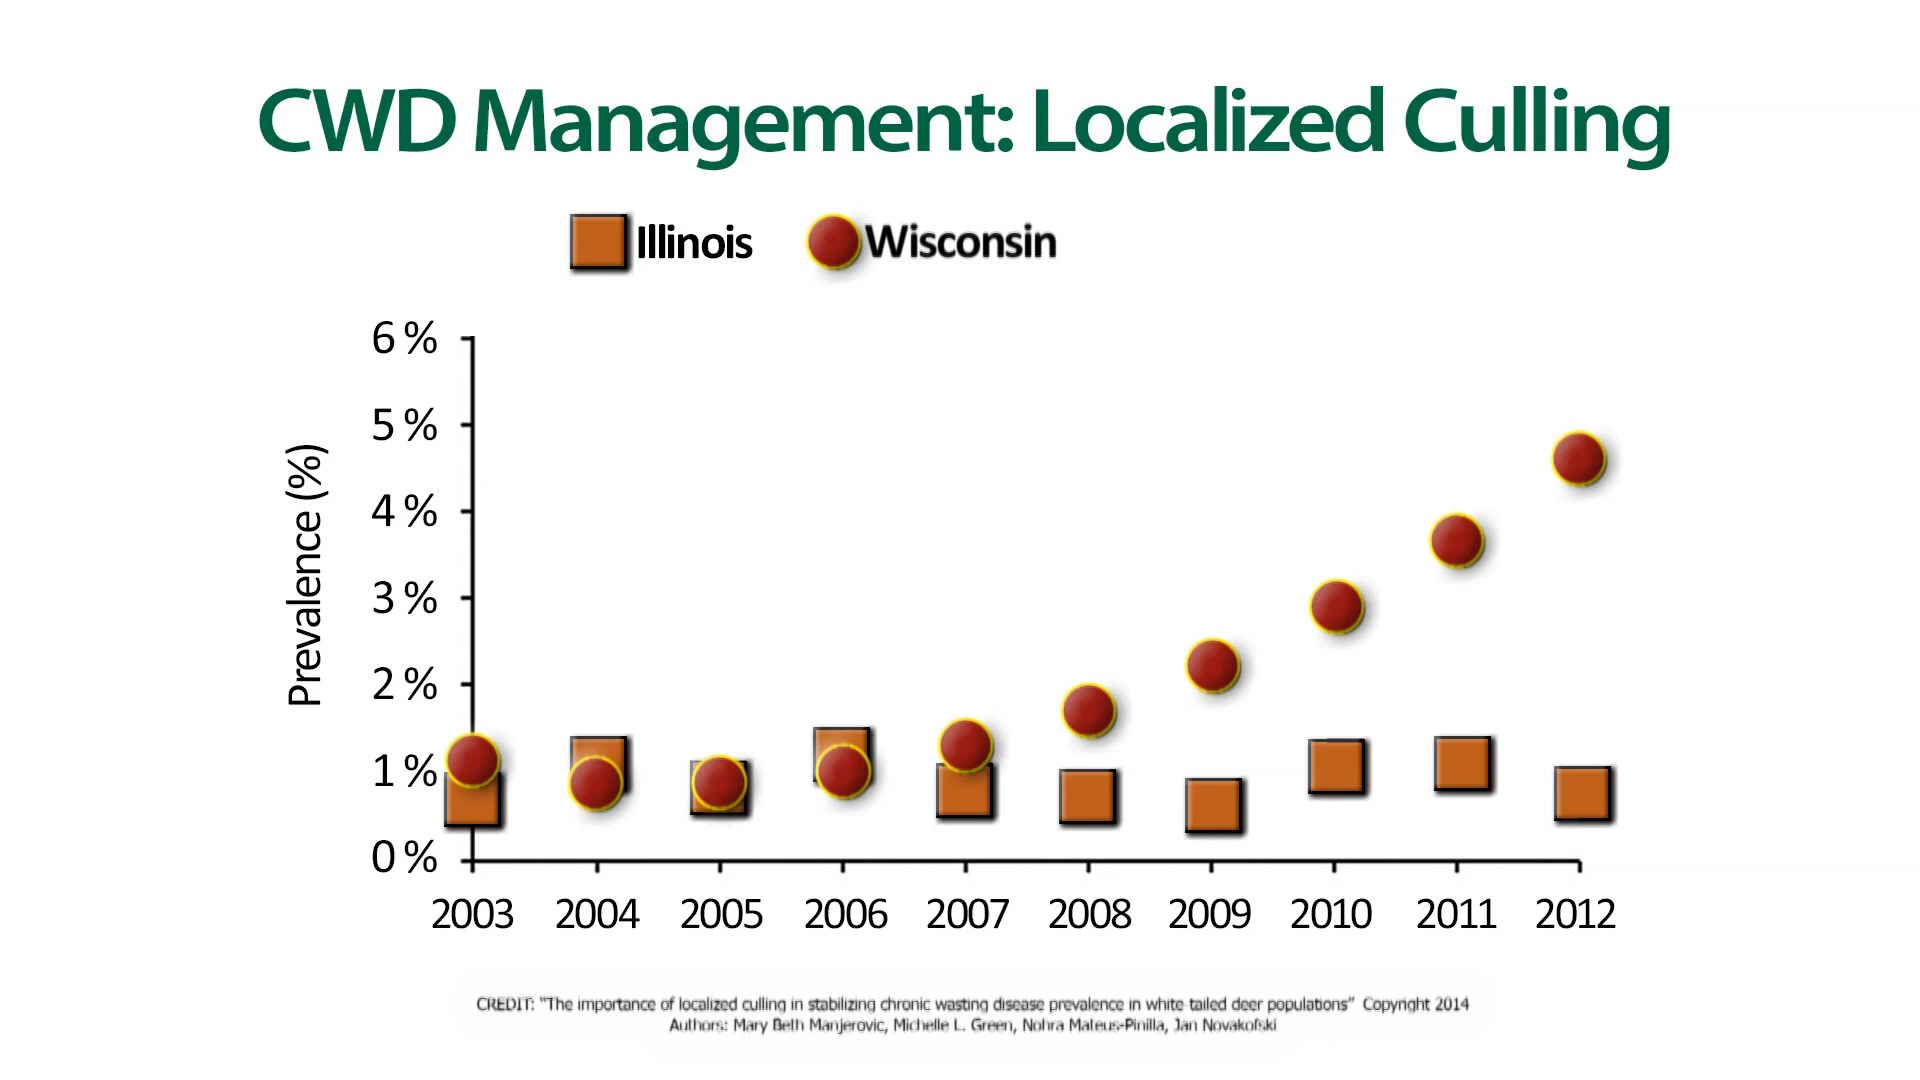 CWD Management: Localized Culling
Illinois Wisconsin
6%
5%
4%
3%
2%
1%
0%
Prevalence (%)
2003 2004 2005 2006 2007 2008 2009 2010 2011 2012
CREDIT: "The importance of localized culling in stabilizing chronic wasting disease prevalence in white tailed deer populations" Copyright 2014
Authors: Mary Beth Manjerovic, Michelle L. Green, Nohra Mateus-Pinilla, Jan Novakofski